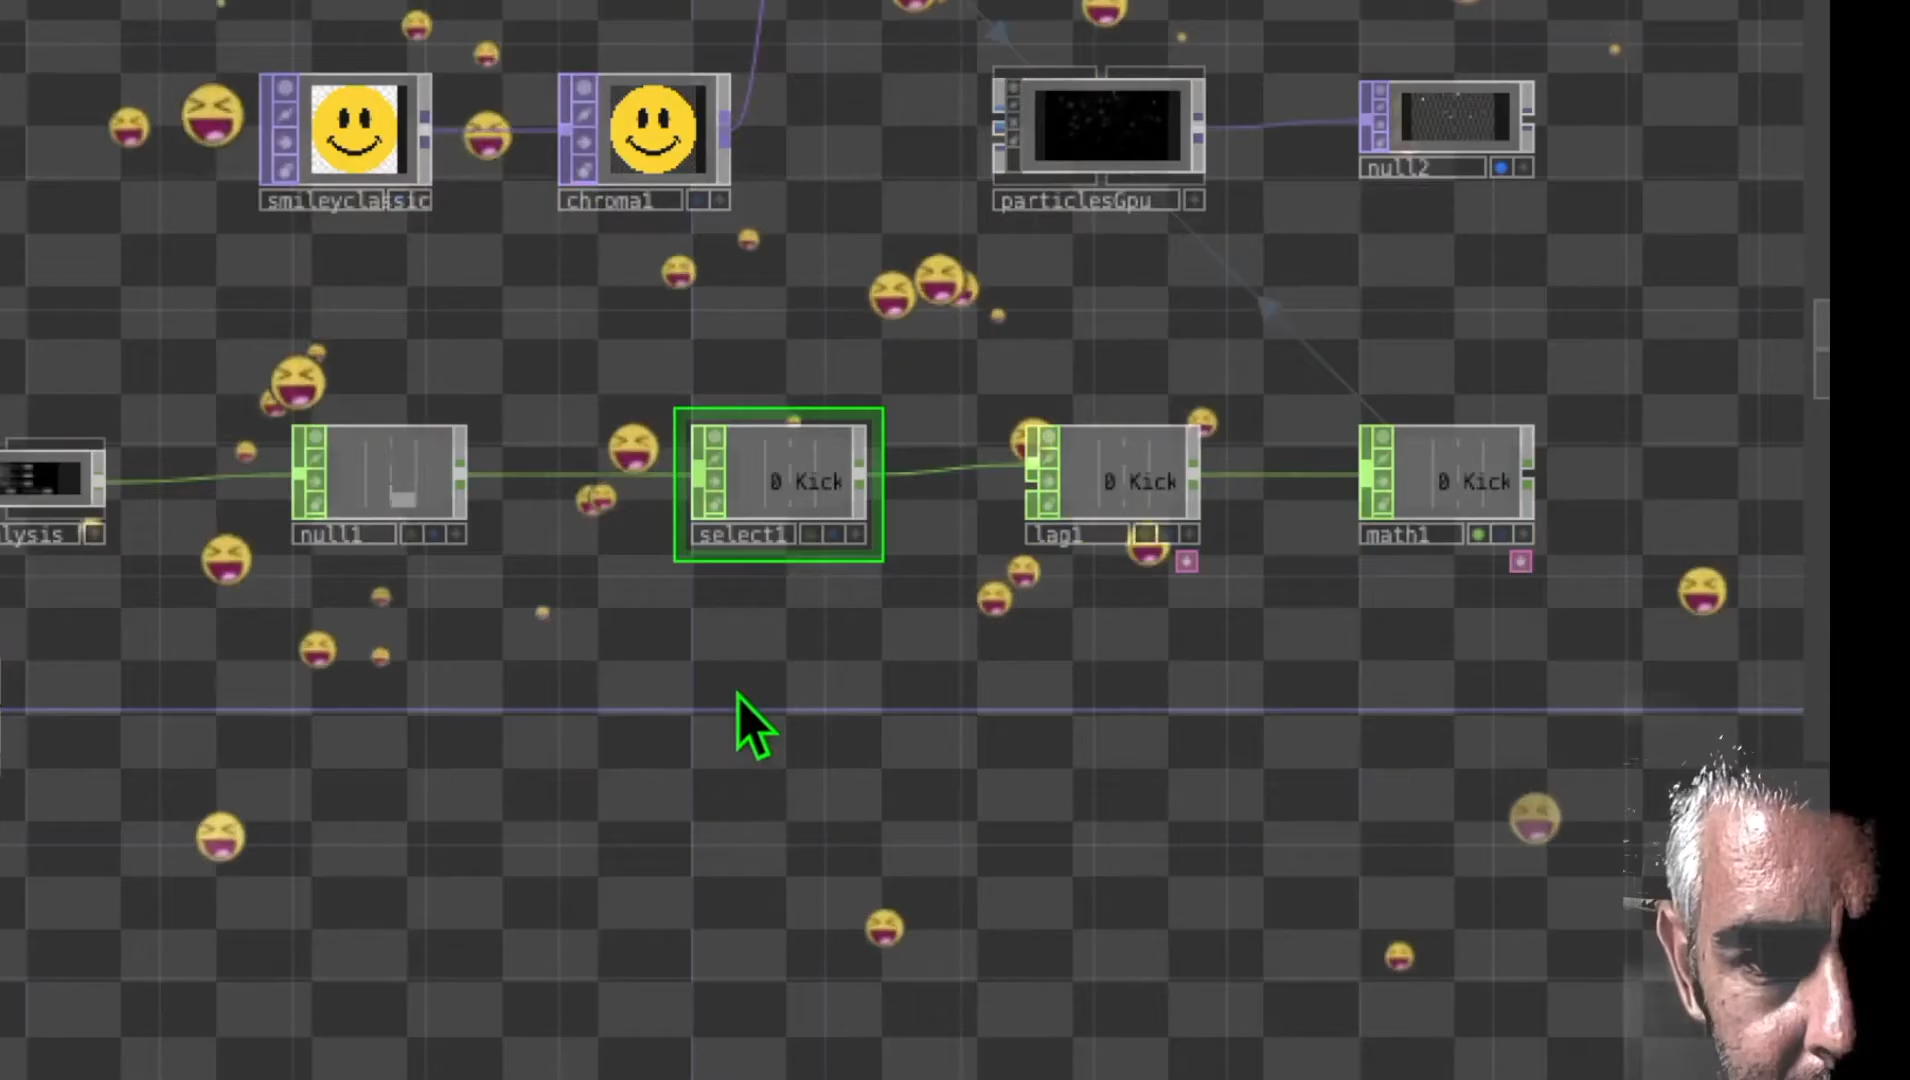 smileyclassic
chroma1
particlesGpu
null2
0 Kick
0 Kick
0 Kick
lysis
null1
select1
lag1
math1